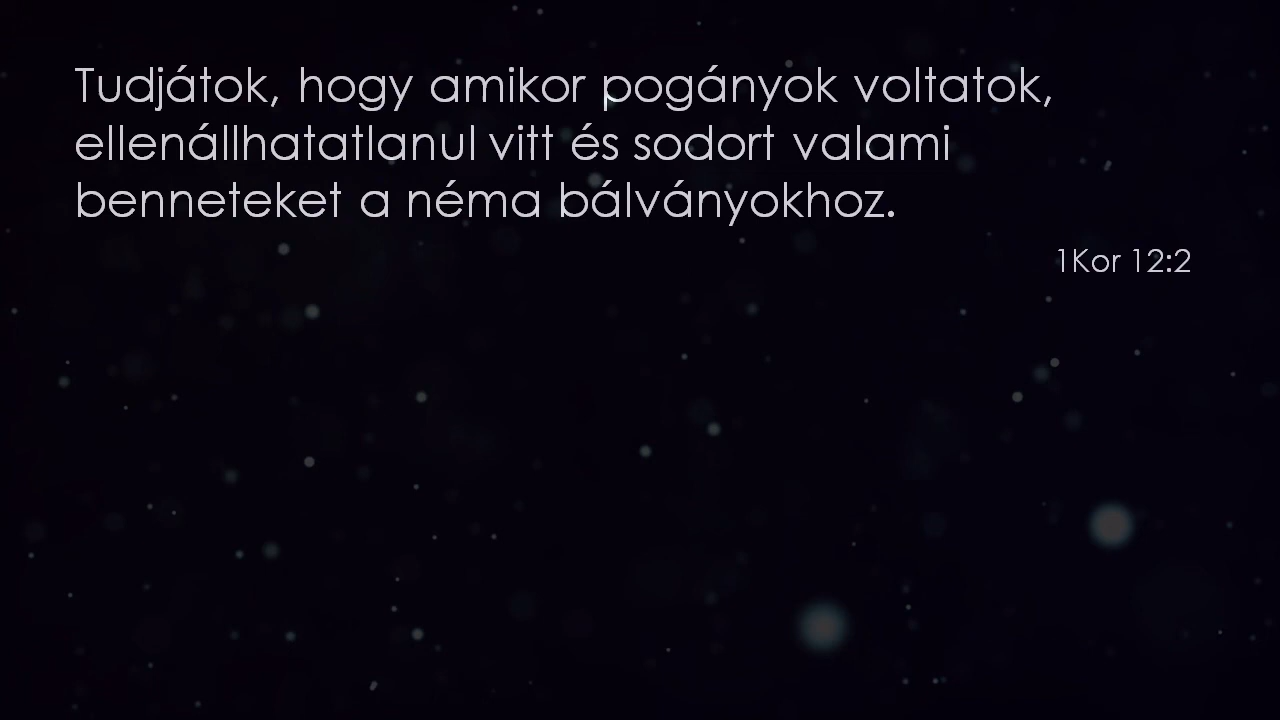 Tudjátok, hogy amikor pogányok voltatok,
ellenállhatatlanul vitt és sodort valami
benneteket a néma bálványokhoz.
1Kor 12:2